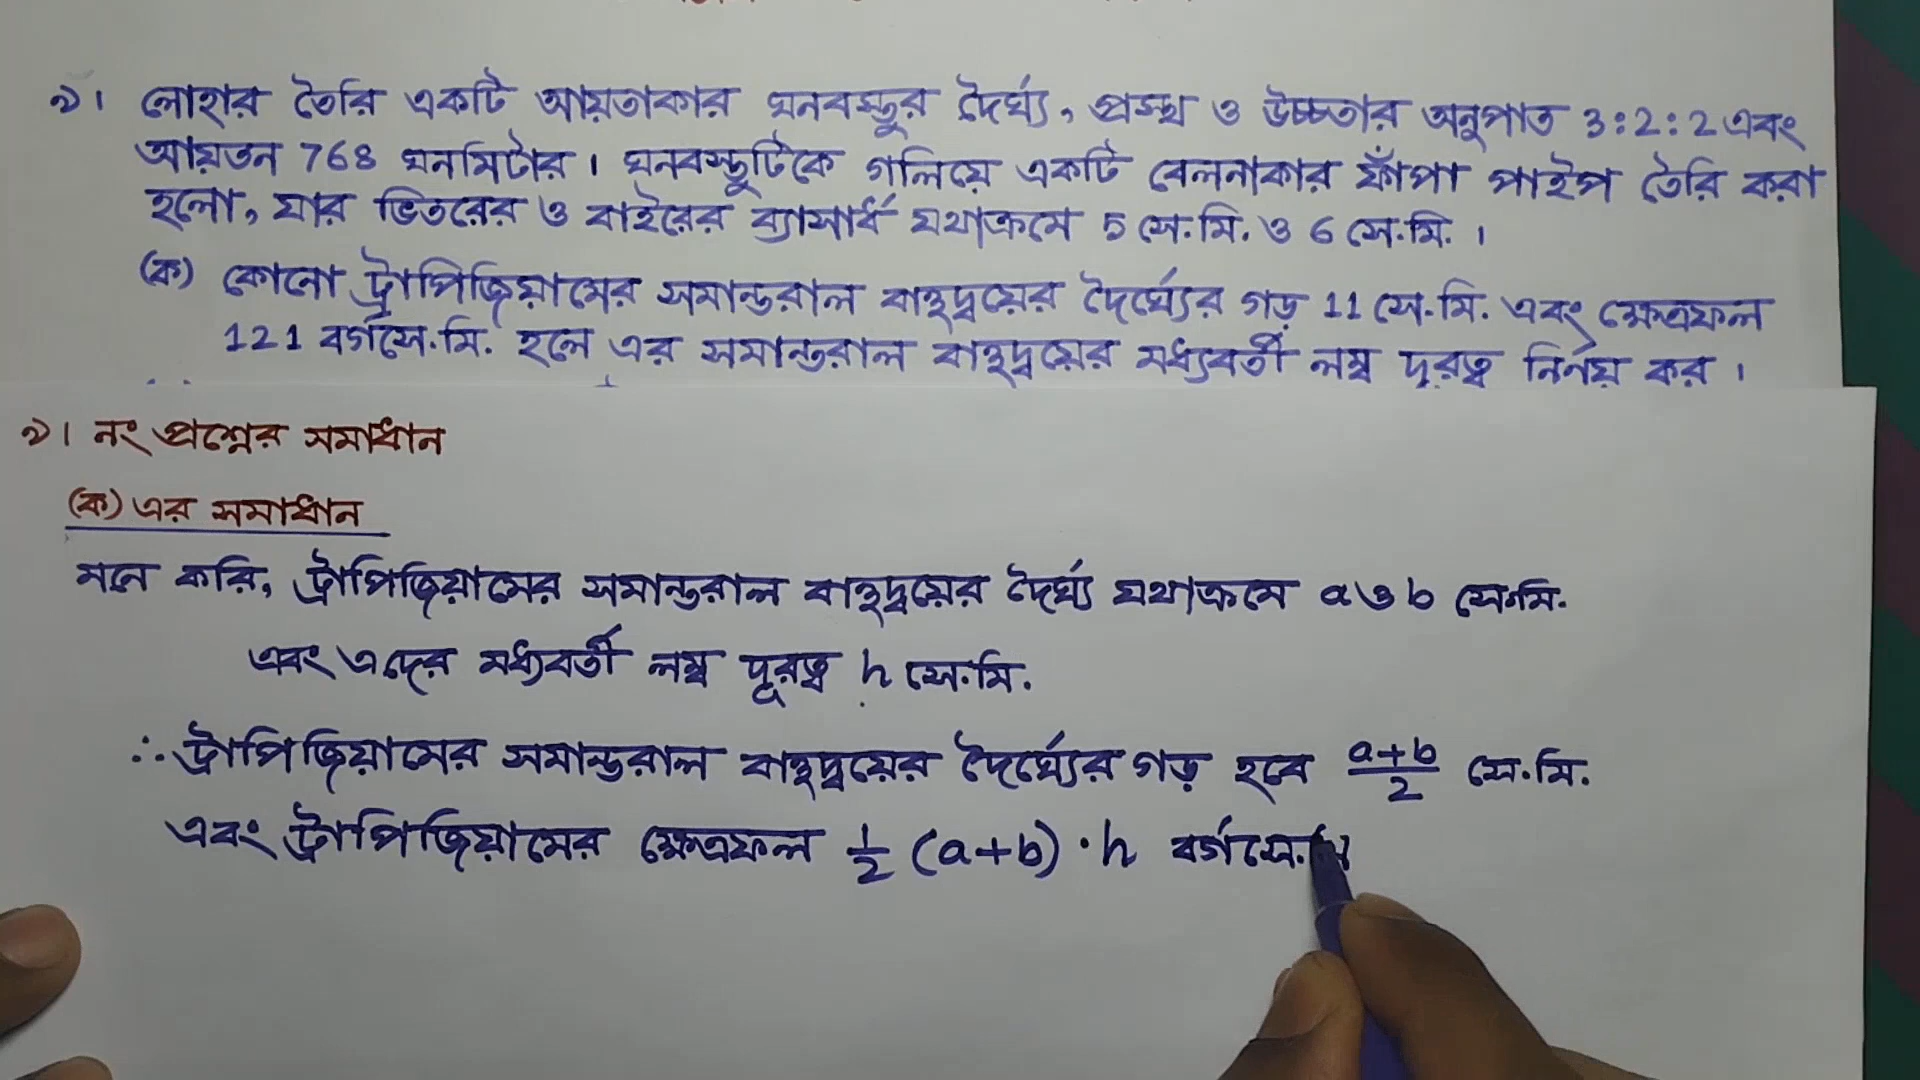 ৯। লোহার তৈরি একটি আয়তাকার ঘনবস্তুর দৈর্ঘ্য, প্রস্থ ও উচ্চতার অনুপাত 3:2:2 এবং
আয়তন 768 ঘনমিটার। ঘনবস্তুটিকে গলিয়ে একটি বেলনাকার ফাঁপা পাইপ তৈরি করা
হলো, যার ভিতরের ও বাইরের ব্যাসার্ধ যথাক্রমে 5 সে.মি. ও 6 সে.মি.।
(ক) কোনো ট্রাপিজিয়ামের সমান্তরাল বাহুদ্বয়ের দৈর্ঘ্যের গড় 11 সে.মি. এবং ক্ষেত্রফল
121 বর্গসে.মি. হলে এর সমান্তরাল বাহুদ্বয়ের মধ্যবর্তী লম্ব দূরত্ব নির্ণয় কর।
৯। নং প্রশ্নের সমাধান
(ক) এর সমাধান
মনে করি, ট্রাপিজিয়ামের সমান্তরাল বাহুদ্বয়ের দৈর্ঘ্য যথাক্রমে a ও b সে.মি.
এবং এদের মধ্যবর্তী লম্ব দূরত্ব h সে.মি.
∴ ট্রাপিজিয়ামের সমান্তরাল বাহুদ্বয়ের দৈর্ঘ্যের গড় হবে (a+b)/2 সে.মি.
এবং ট্রাপিজিয়ামের ক্ষেত্রফল 1/2 (a+b)·h বর্গসে.মি